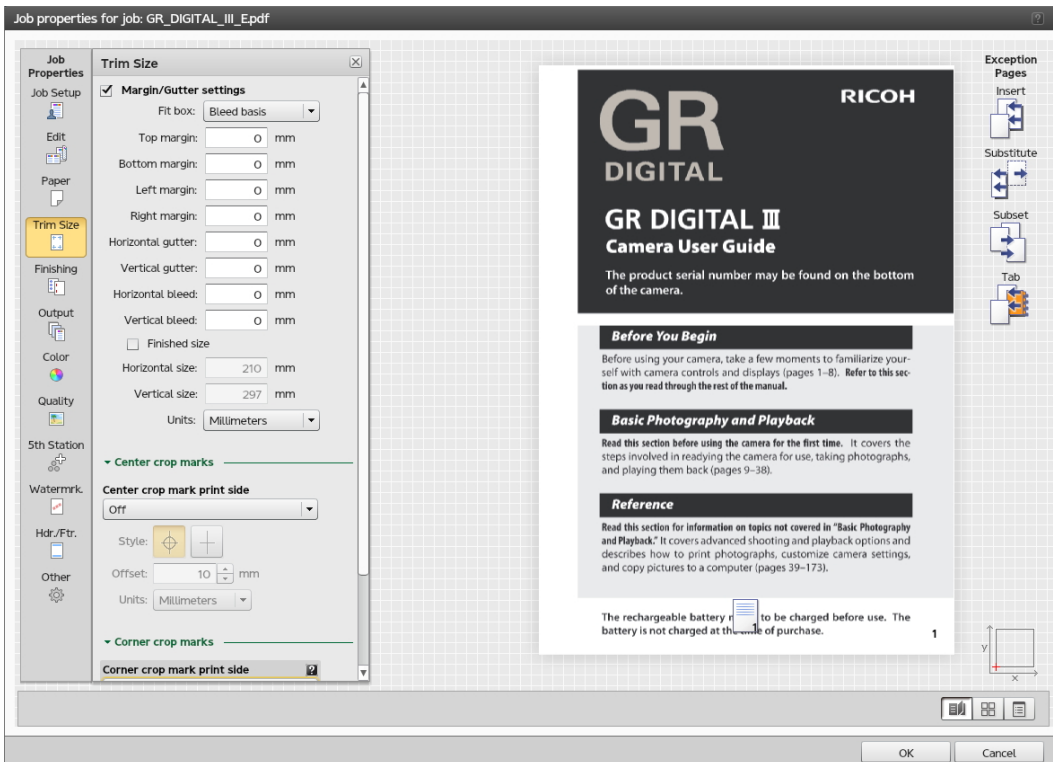 Job properties for job: GR_DIGITAL_III_E.pdf
?
Job
Properties
Job Setup
Edit
Paper
Trim Size
Finishing
Output
Color
Quality
5th Station
Watermrk.
Hdr./Ftr.
Other
Trim Size
Margin/Gutter settings
Fit box: Bleed basis
Top margin: 0 mm
Bottom margin: 0 mm
Left margin: 0 mm
Right margin: 0 mm
Horizontal gutter: 0 mm
Vertical gutter: 0 mm
Horizontal bleed: 0 mm
Vertical bleed: 0 mm
Finished size
Horizontal size: 210 mm
Vertical size: 297 mm
Units: Millimeters
Center crop marks
Center crop mark print side
Off
Style:
Offset: 10 mm
Units: Millimeters
Corner crop marks
Corner crop mark print side ?
RICOH
GR
DIGITAL
GR DIGITAL III
Camera User Guide
The product serial number may be found on the bottom
of the camera.
Before You Begin
Before using your camera, take a few moments to familiarize your-
self with camera controls and displays (pages 1–8). Refer to this sec-
tion as you read through the rest of the manual.
Basic Photography and Playback
Read this section before using the camera for the first time. It covers the
steps involved in readying the camera for use, taking photographs,
and playing them back (pages 9–38).
Reference
Read this section for information on topics not covered in "Basic Photography
and Playback." It covers advanced shooting and playback options and
describes how to print photographs, customize camera settings,
and copy pictures to a computer (pages 39–173).
The rechargeable battery to be charged before use. The
battery is not charged at the of purchase.
1
1
Exception
Pages
Insert
Substitute
Subset
Tab
y
x
OK
Cancel